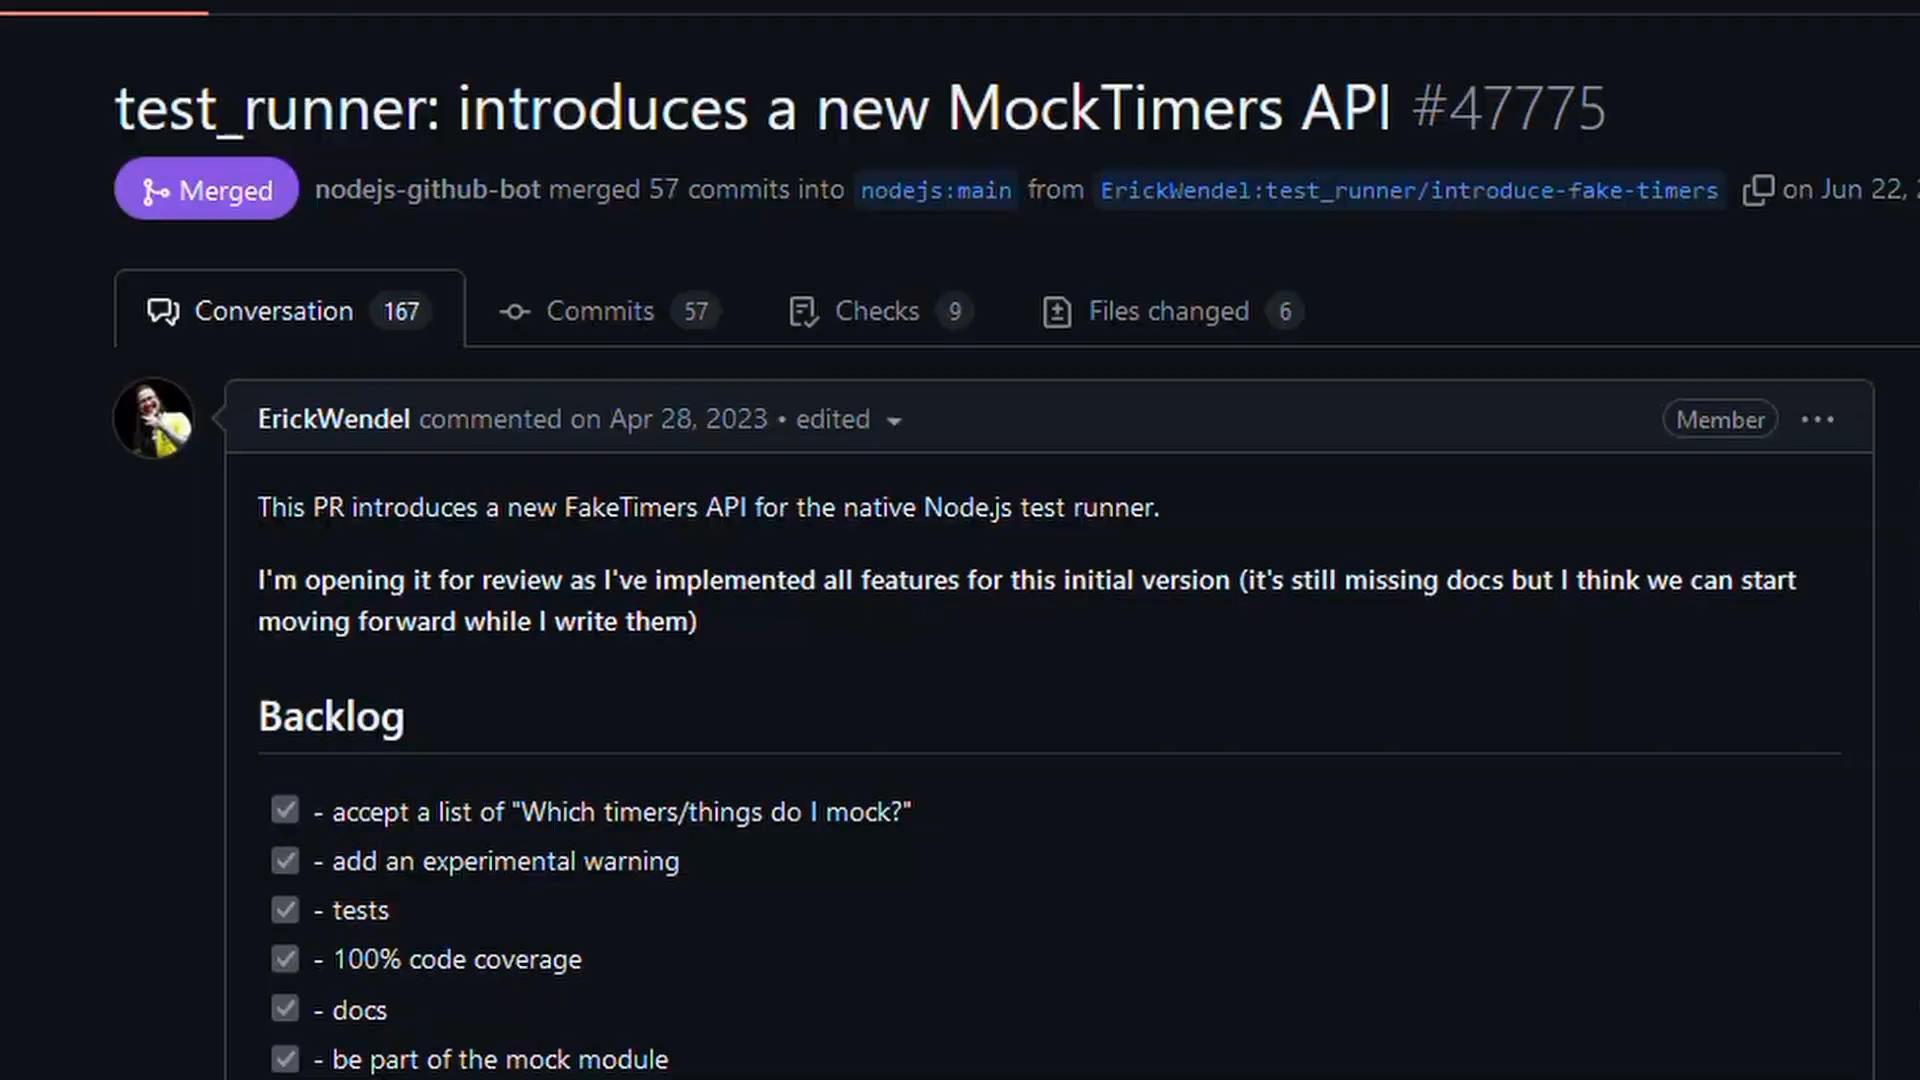 test_runner: introduces a new MockTimers API #47775
Merged nodejs-github-bot merged 57 commits into nodejs:main from ErickWendel:test_runner/introduce-fake-timers on Jun 22,
Conversation 167 Commits 57 Checks 9 Files changed 6
ErickWendel commented on Apr 28, 2023 • edited Member
This PR introduces a new FakeTimers API for the native Node.js test runner.
I'm opening it for review as I've implemented all features for this initial version (it's still missing docs but I think we can start
moving forward while I write them)
Backlog
- accept a list of "Which timers/things do I mock?"
- add an experimental warning
- tests
- 100% code coverage
- docs
- be part of the mock module